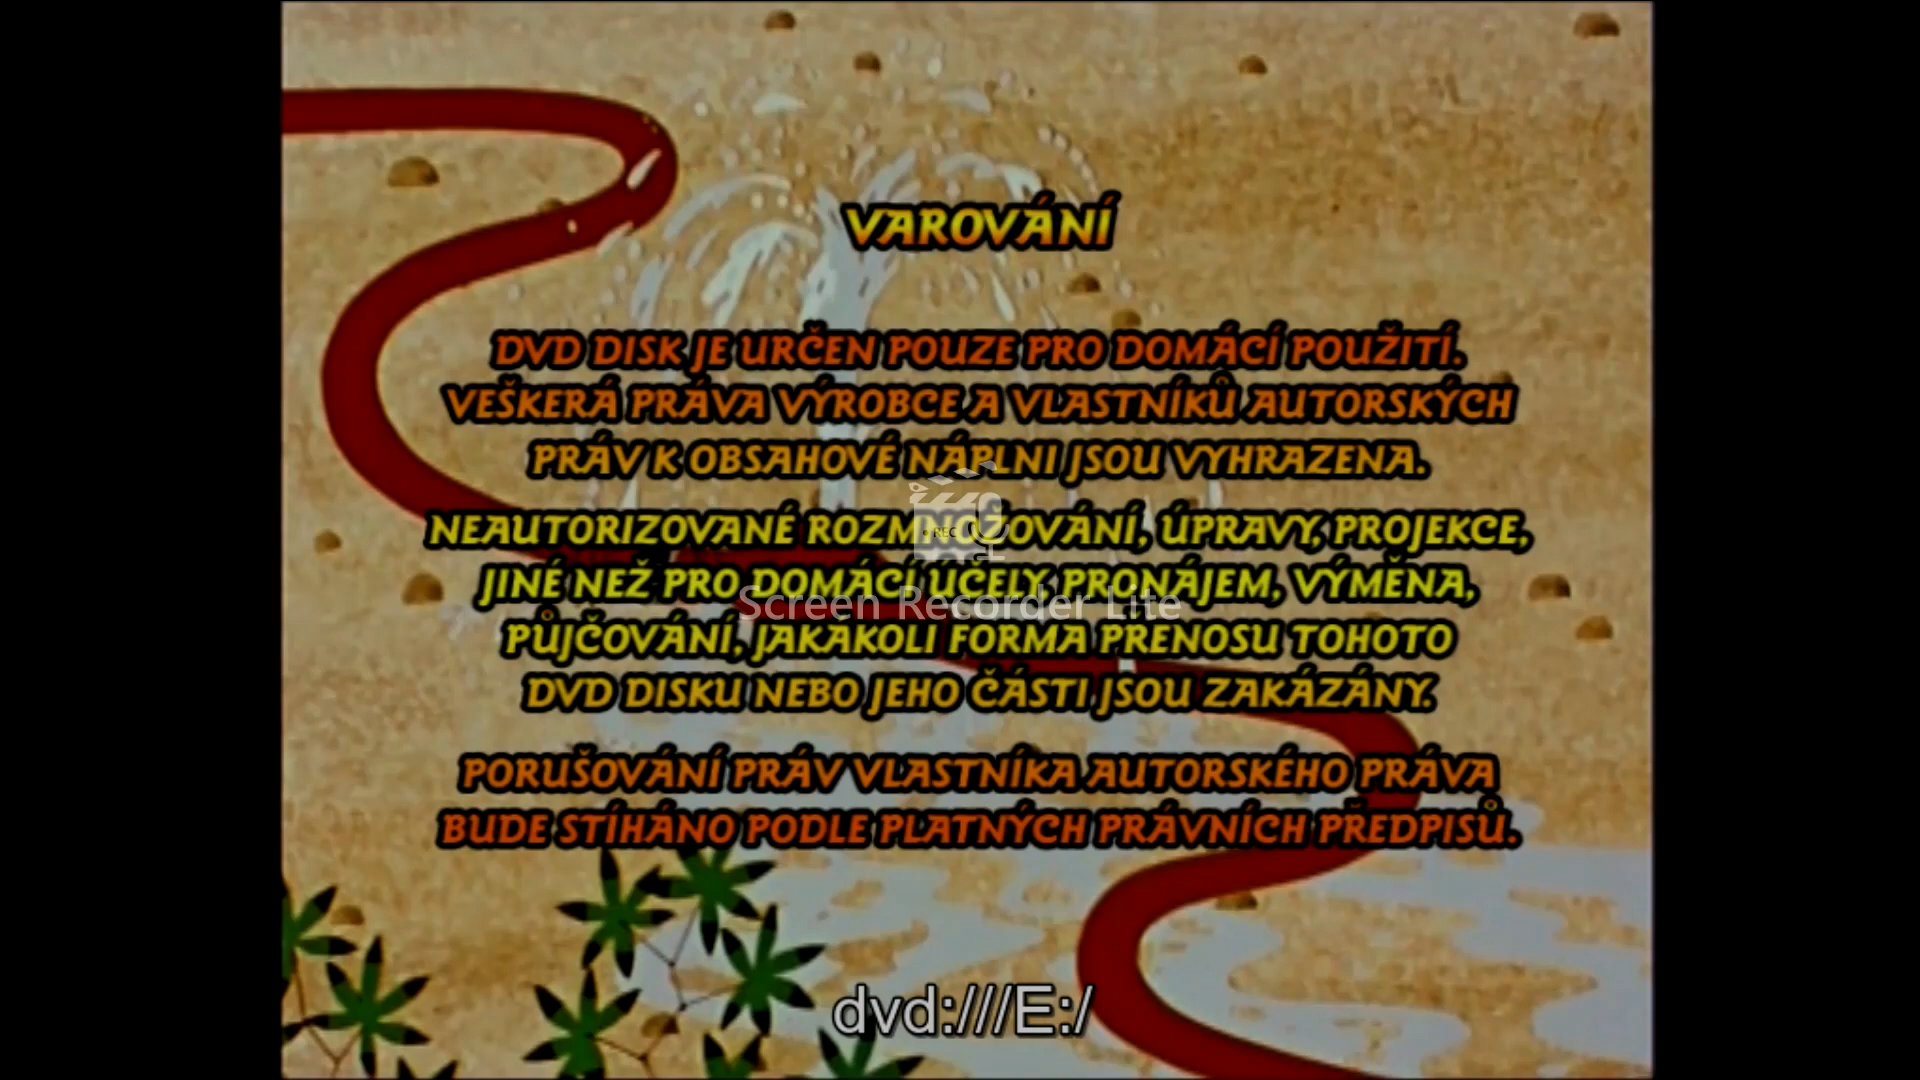 VAROVÁNÍ
DVD DISK JE URČEN POUZE PRO DOMÁCÍ POUŽITÍ.
VEŠKERÁ PRÁVA VÝROBCE A VLASTNÍKŮ AUTORSKÝCH
PRÁV K OBSAHOVÉ NÁPLNI JSOU VYHRAZENA.
NEAUTORIZOVANÉ ROZMNOŽOVÁNÍ, ÚPRAVY, PROJEKCE,
REC
JINÉ NEŽ PRO DOMÁCÍ ÚČELY, PRONÁJEM, VÝMĚNA,
Screen Recorder Lite
PŮJČOVÁNÍ, JAKÁKOLI FORMA PŘENOSU TOHOTO
DVD DISKU NEBO JEHO ČÁSTI JSOU ZAKÁZÁNY.
PORUŠOVÁNÍ PRÁV VLASTNÍKA AUTORSKÉHO PRÁVA
BUDE STÍHÁNO PODLE PLATNÝCH PRÁVNÍCH PŘEDPISŮ.
dvd:///E:/